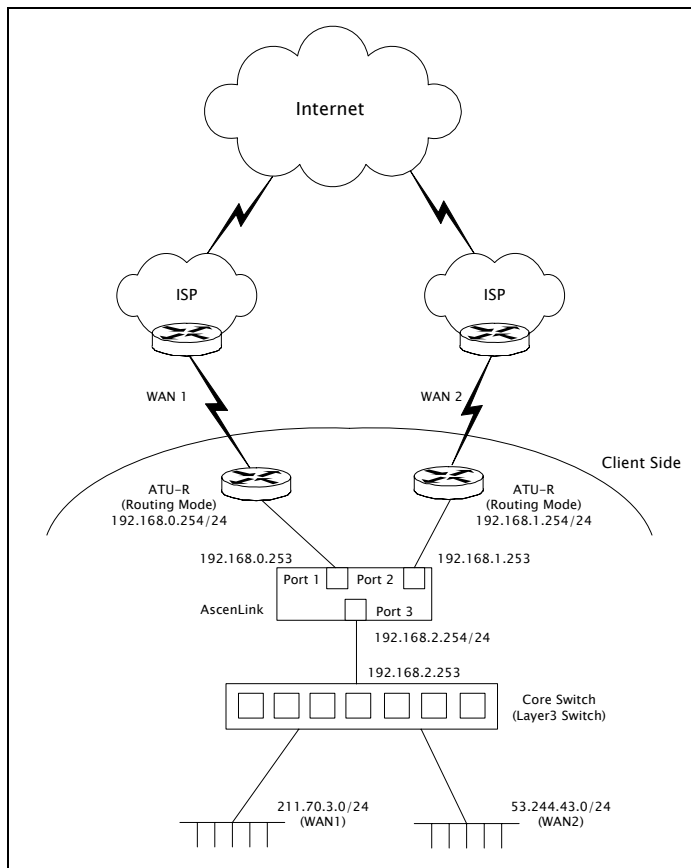 Internet
ISP
ISP
WAN 1
WAN 2
Client Side
ATU-R
(Routing Mode)
192.168.0.254/24
ATU-R
(Routing Mode)
192.168.1.254/24
192.168.0.253
192.168.1.253
Port 1
Port 2
AscenLink
Port 3
192.168.2.254/24
192.168.2.253
Core Switch
(Layer3 Switch)
211.70.3.0/24
(WAN1)
53.244.43.0/24
(WAN2)